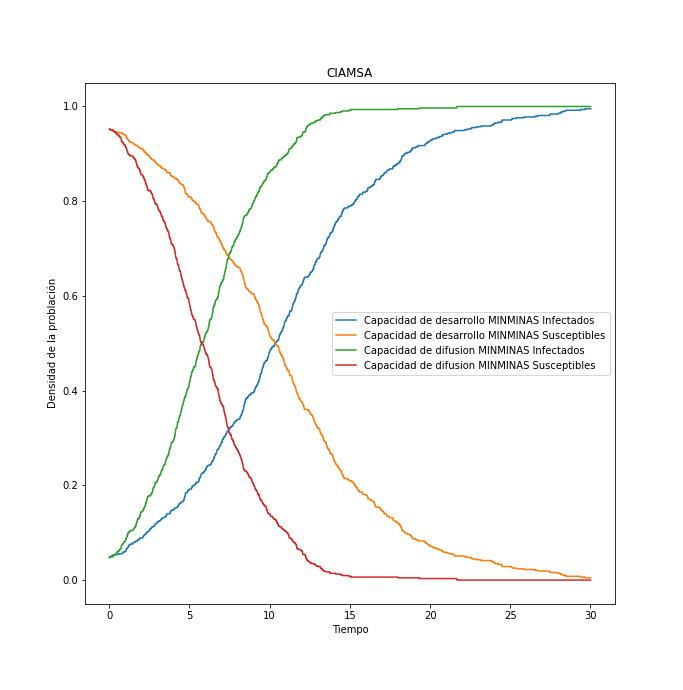 CIAMSA
Densidad de la problación
1.0
0.8
0.6
0.4
0.2
0.0
Capacidad de desarrollo MINMINAS Infectados
Capacidad de desarrollo MINMINAS Susceptibles
Capacidad de difusion MINMINAS Infectados
Capacidad de difusion MINMINAS Susceptibles
0 5 10 15 20 25 30
Tiempo